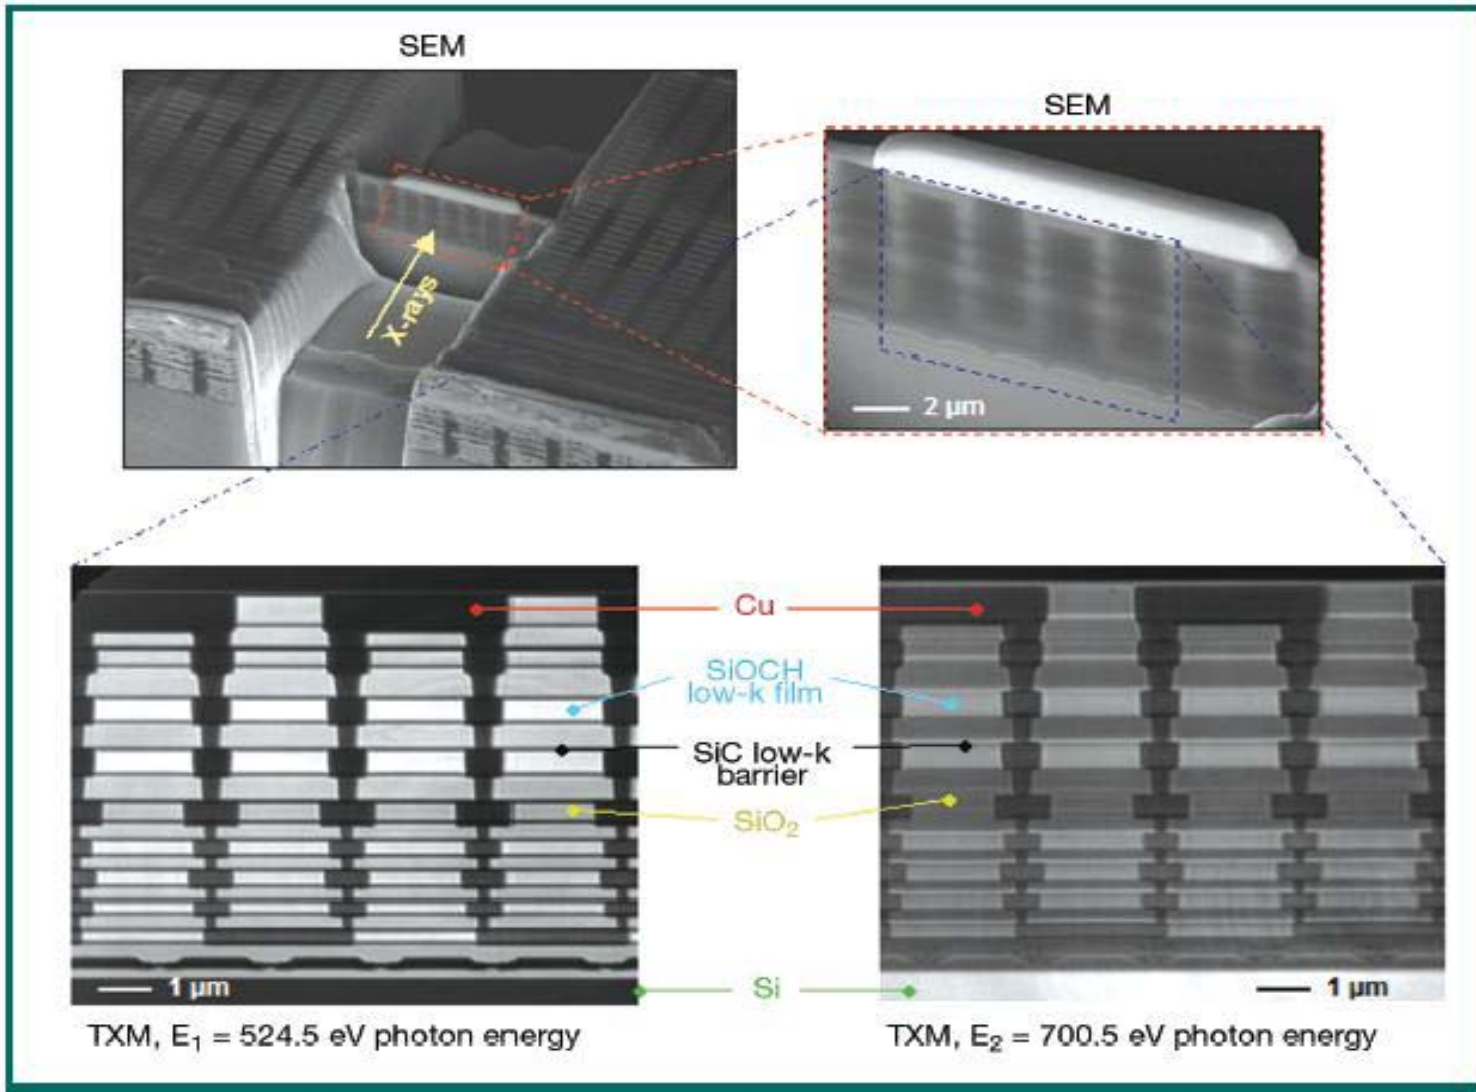 SEM
SEM
X-rays
2 µm
Cu
SiOCH
low-k film
SiC low-k
barrier
SiO₂
Si
1 µm
1 µm
TXM, E₁ = 524.5 eV photon energy
TXM, E₂ = 700.5 eV photon energy